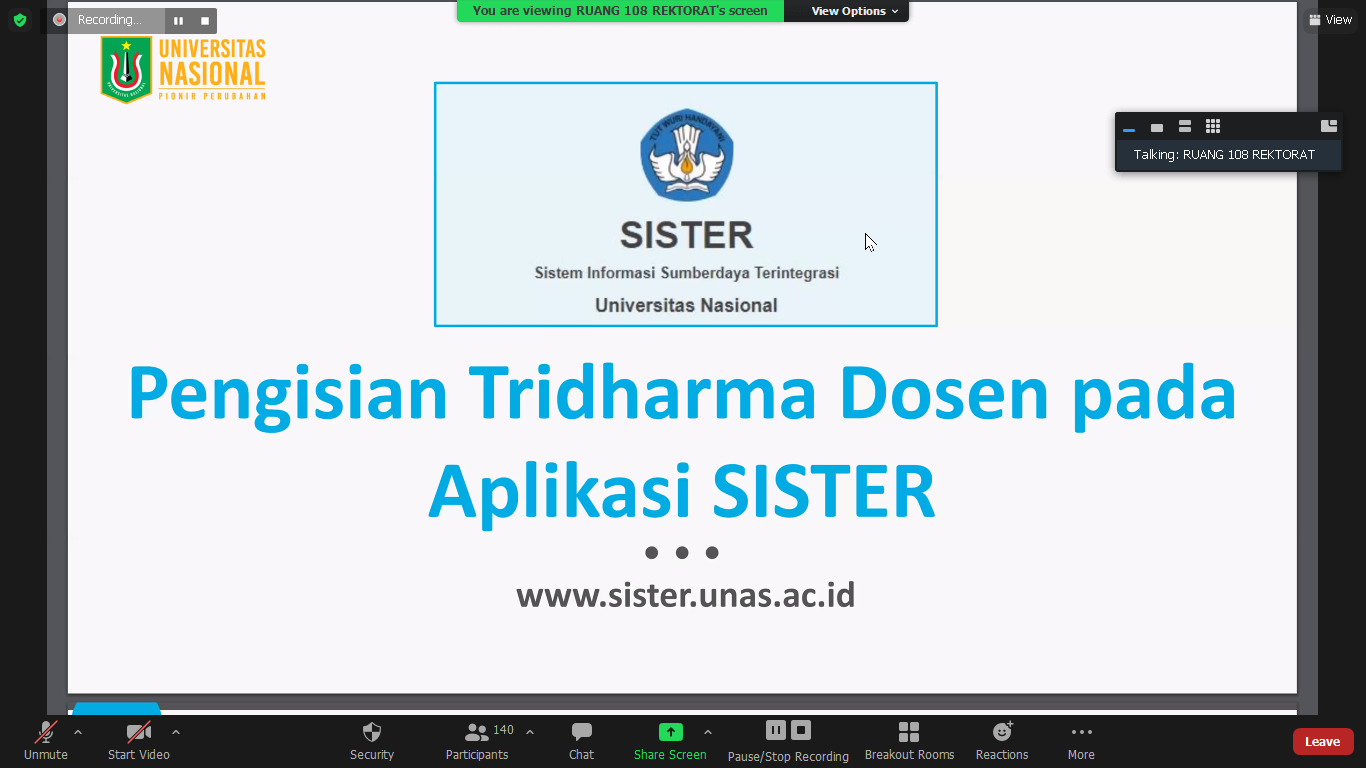 Recording...
You are viewing RUANG 108 REKTORAT's screen
View Options
View
UNIVERSITAS
NASIONAL
PIONIR PERUBAHAN
Talking: RUANG 108 REKTORAT
TUT WURI HANDAYANI
SISTER
Sistem Informasi Sumberdaya Terintegrasi
Universitas Nasional
Pengisian Tridharma Dosen pada
Aplikasi SISTER
www.sister.unas.ac.id
Unmute
Start Video
Security
140
Participants
Chat
Share Screen
Pause/Stop Recording
Breakout Rooms
Reactions
More
Leave